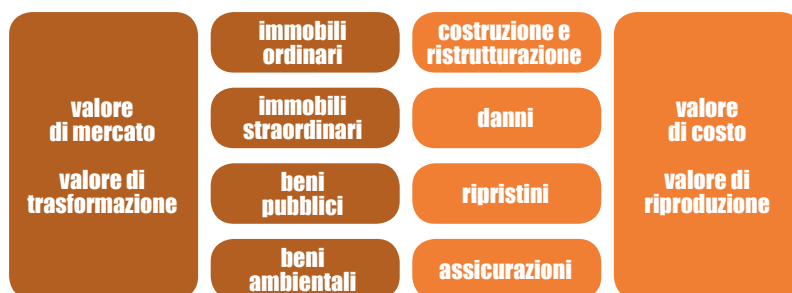 valore
di mercato
valore di
trasformazione
immobili
ordinari
immobili
straordinari
beni
pubblici
beni
ambientali
costruzione e
ristrutturazione
danni
ripristini
assicurazioni
valore
di costo
valore di
riproduzione